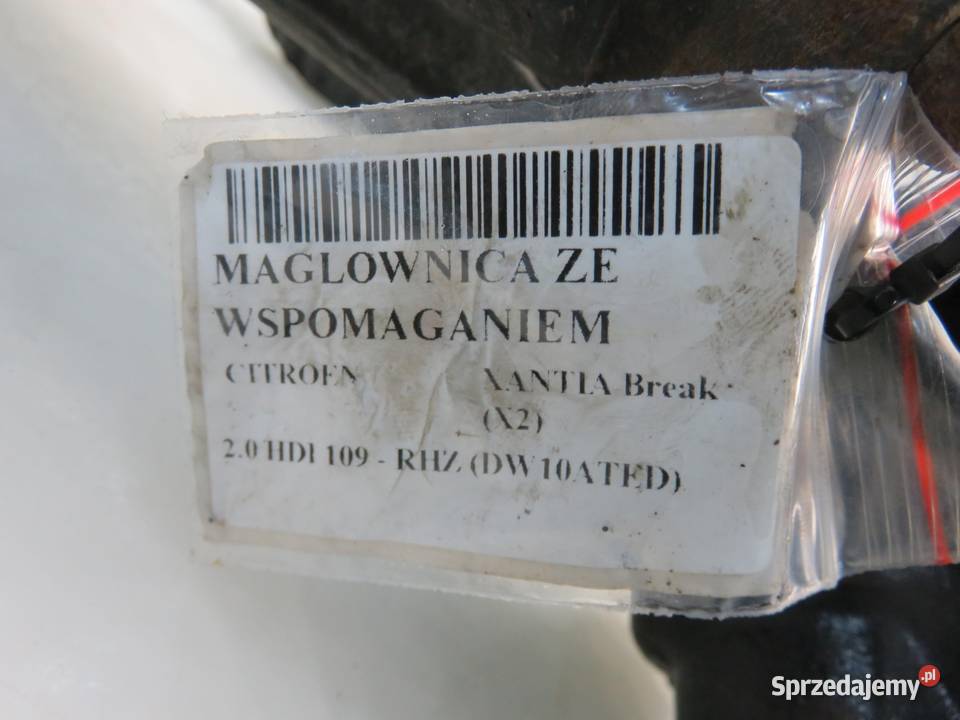 MAGLOWNICA ZE
WSPOMAGANIEM
CITROEN XANTIA Break
(X2)
2.0 HDI 109 - RHZ (DW10ATED)
Sprzedajemy.pl